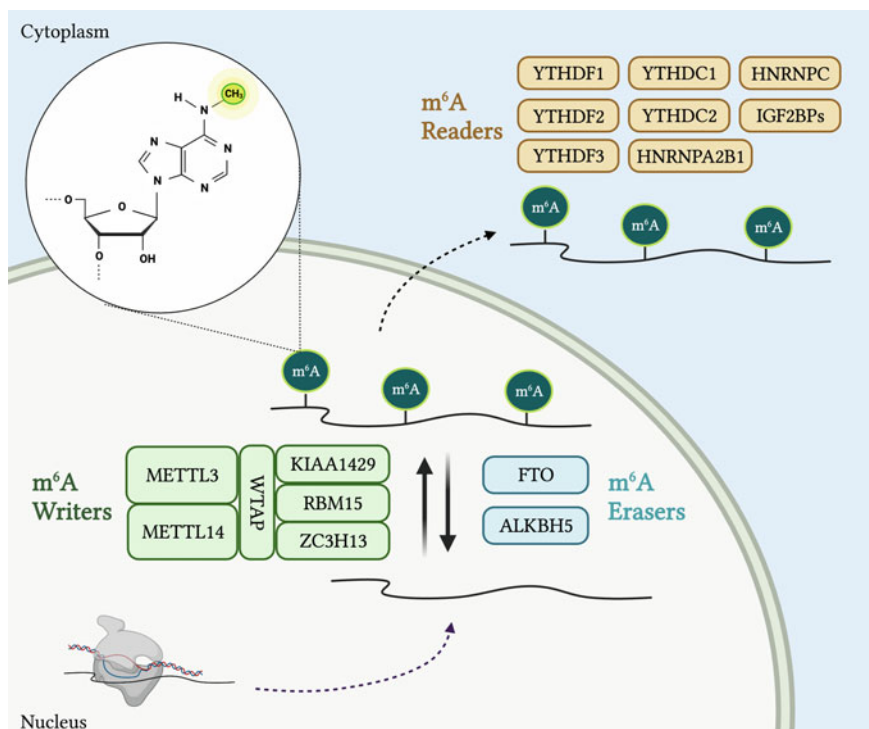 Cytoplasm
CH₃
H
N
N
N
N
N
O
O
O
OH
m⁶A
Readers
YTHDF1
YTHDC1
HNRNPC
YTHDF2
YTHDC2
IGF2BPs
YTHDF3
HNRNPA2B1
m⁶A
m⁶A
m⁶A
m⁶A
m⁶A
m⁶A
m⁶A
Writers
METTL3
METTL14
WTAP
KIAA1429
RBM15
ZC3H13
FTO
ALKBH5
m⁶A
Erasers
Nucleus